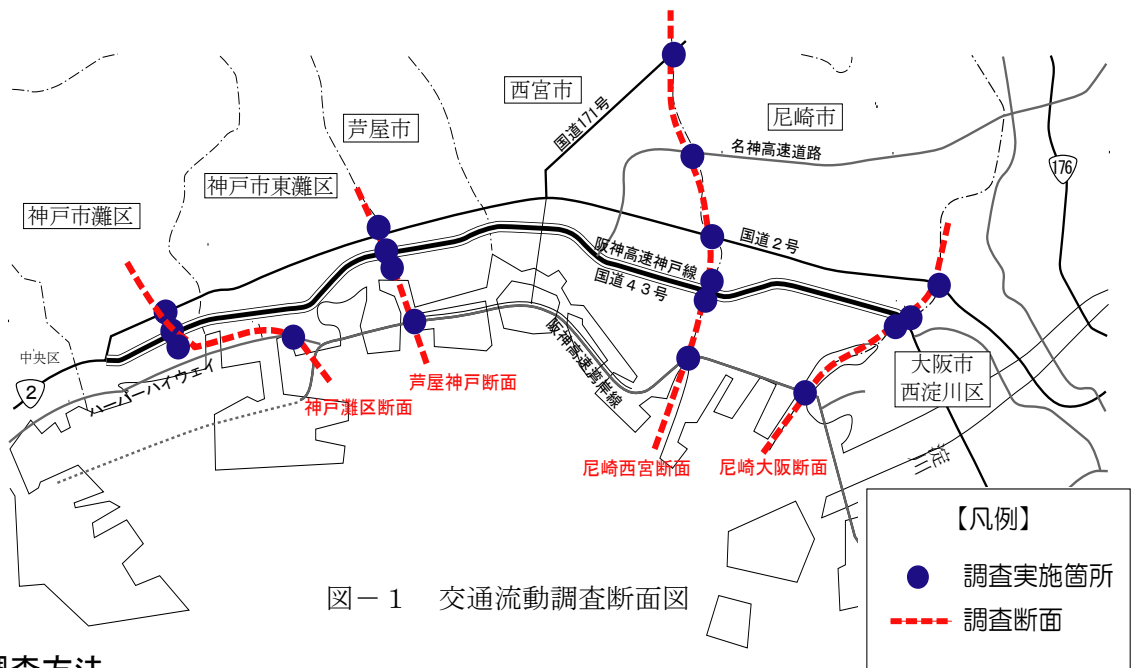 西宮市
国道171号
尼崎市
芦屋市
名神高速道路
176
神戸市東灘区
神戸市灘区
国道2号
阪神高速神戸線
国道43号
中央区
2
ハーバーハイウェイ
阪神高速湾岸線
大阪市
西淀川区
芦屋神戸断面
神戸灘区断面
尼崎西宮断面
尼崎大阪断面
淀川
【凡例】
調査実施箇所
調査断面
図-1 交通流動調査断面図
調査方法